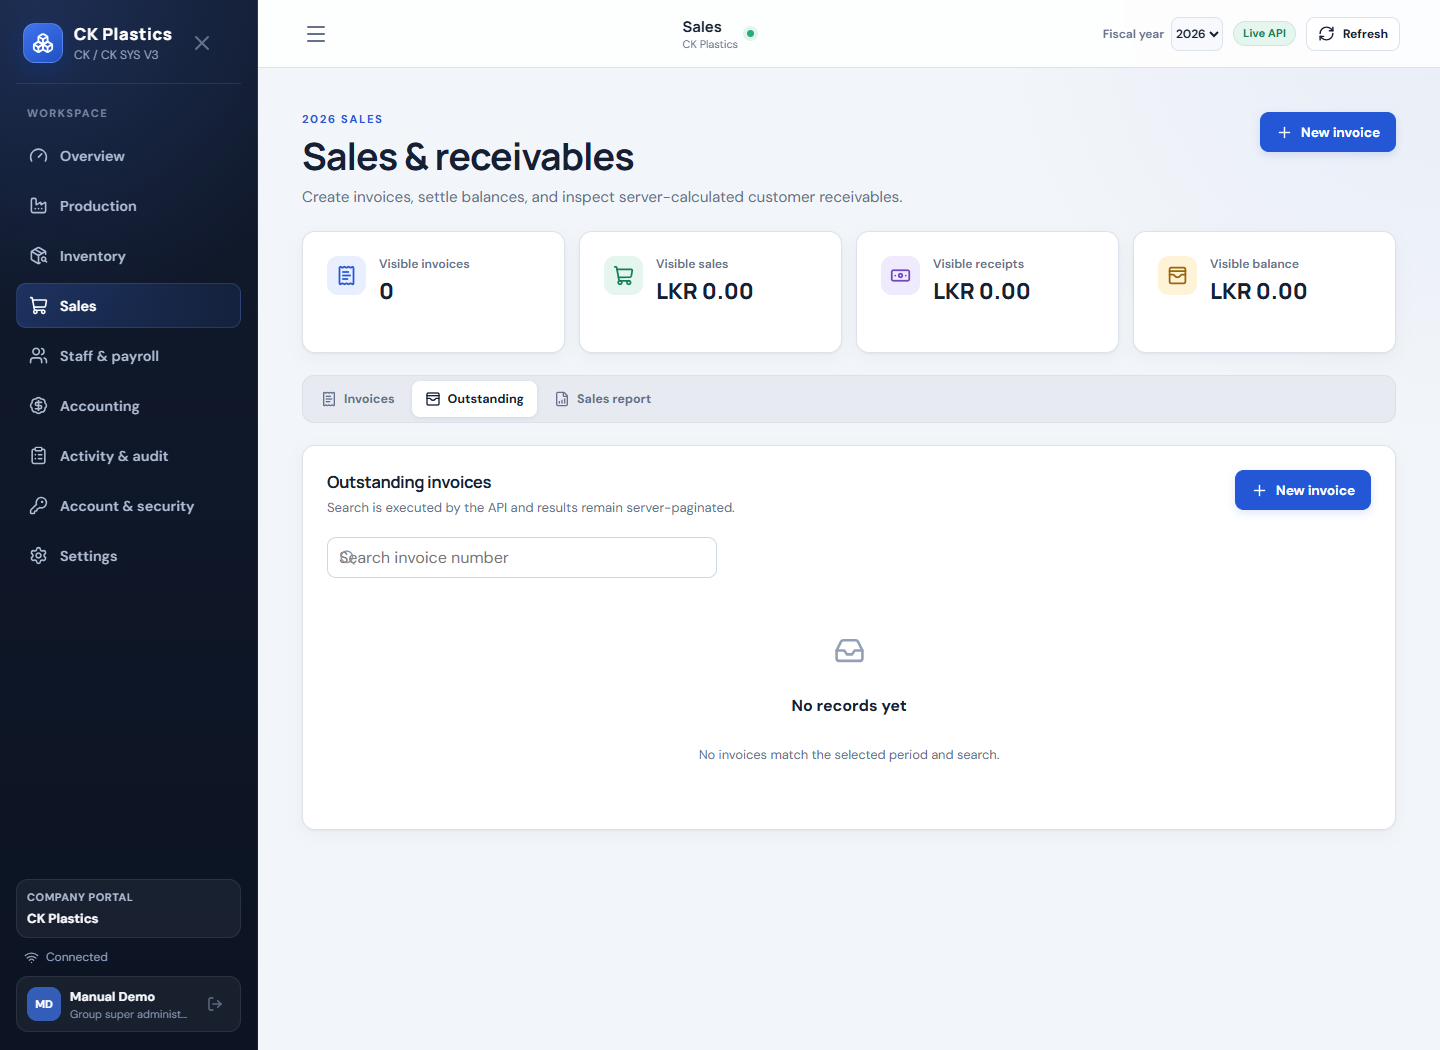 CK Plastics
CK / CK SYS V3
WORKSPACE
Overview
Production
Inventory
Sales
Staff & payroll
Accounting
Activity & audit
Account & security
Settings
COMPANY PORTAL
CK Plastics
Connected
MD
Manual Demo
Group super administ...
Sales
CK Plastics
Fiscal year
2026
Live API
Refresh
2026 SALES
Sales & receivables
Create invoices, settle balances, and inspect server-calculated customer receivables.
New invoice
Visible invoices
0
Visible sales
LKR 0.00
Visible receipts
LKR 0.00
Visible balance
LKR 0.00
Invoices
Outstanding
Sales report
Outstanding invoices
Search is executed by the API and results remain server-paginated.
New invoice
Search invoice number
No records yet
No invoices match the selected period and search.